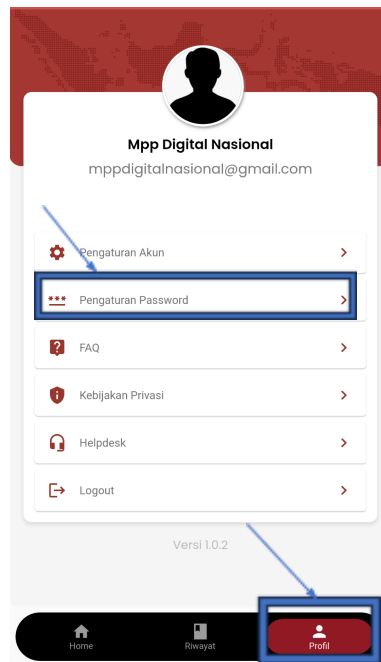 Mpp Digital Nasional
mppdigitalnasional@gmail.com
Pengaturan Akun
Pengaturan Password
FAQ
Kebijakan Privasi
Helpdesk
Logout
Versi 1.0.2
Home
Riwayat
Profil